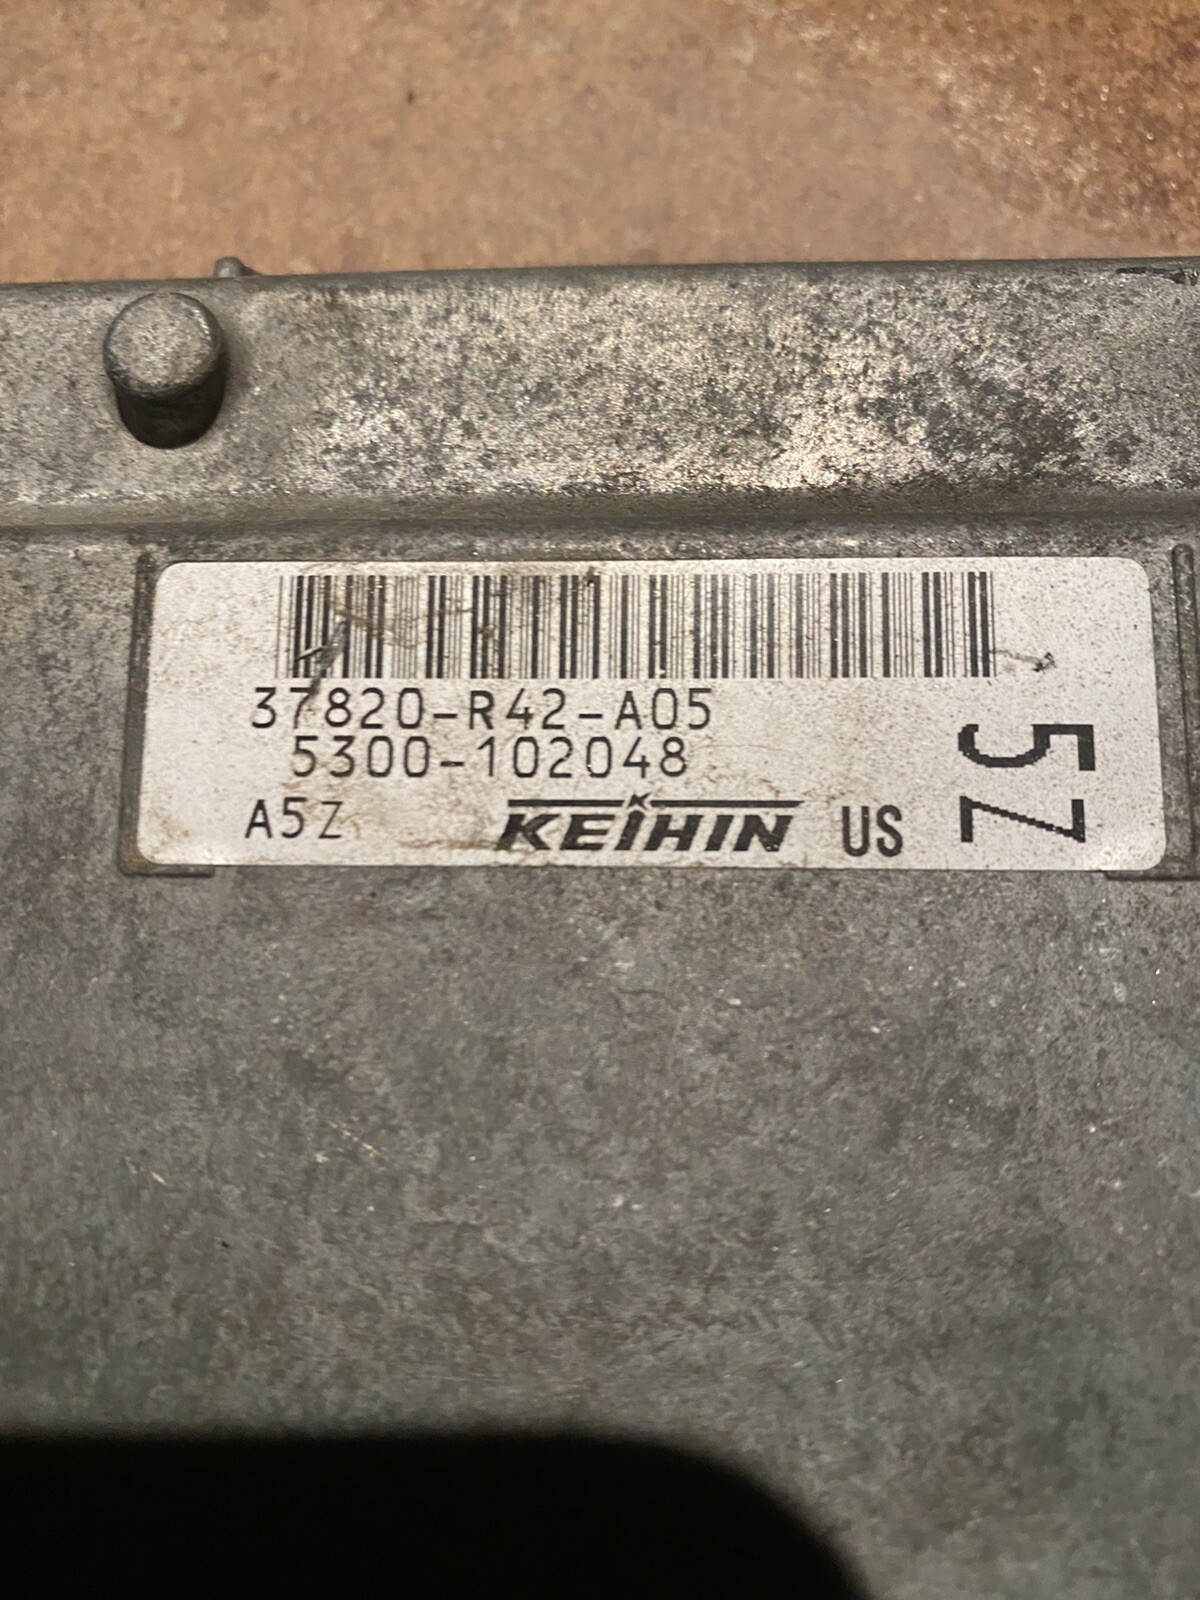 37820-R42-A05
5300-102048
A5Z
KEIHIN
US
5Z